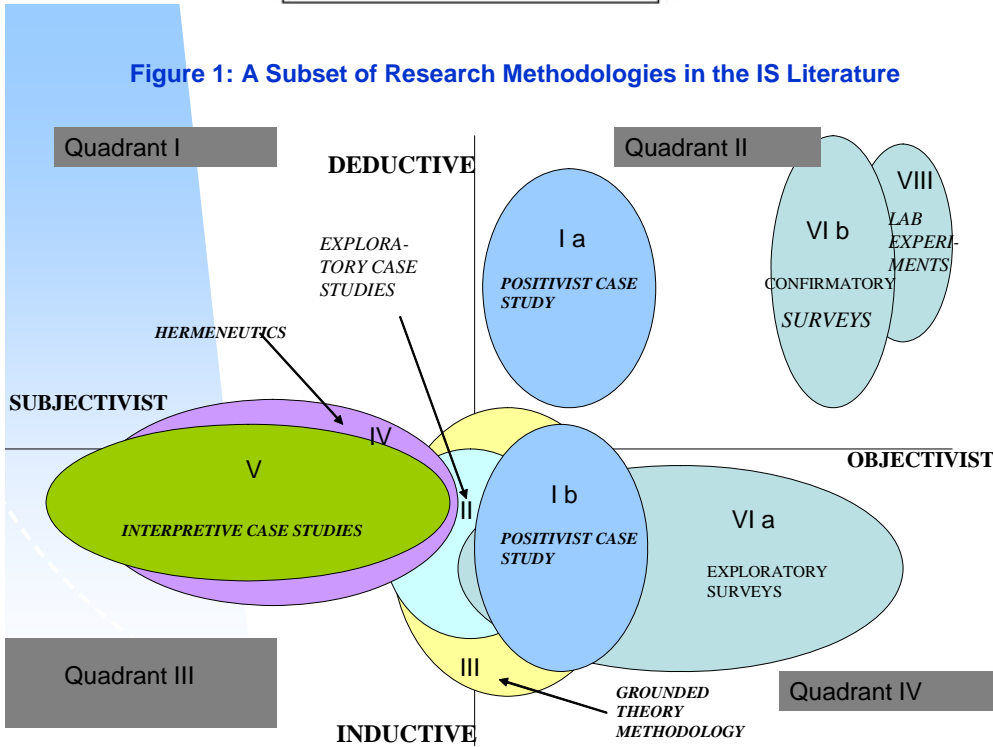 Figure 1: A Subset of Research Methodologies in the IS Literature
Quadrant I
Quadrant II
DEDUCTIVE
EXPLORA-
TORY CASE
STUDIES
HERMENEUTICS
I a
POSITIVIST CASE
STUDY
VI b
CONFIRMATORY
SURVEYS
VIII
LAB
EXPERI-
MENTS
SUBJECTIVIST
OBJECTIVIST
IV
V
INTERPRETIVE CASE STUDIES
II
I b
POSITIVIST CASE
STUDY
VI a
EXPLORATORY
SURVEYS
III
GROUNDED
THEORY
METHODOLOGY
Quadrant III
Quadrant IV
INDUCTIVE